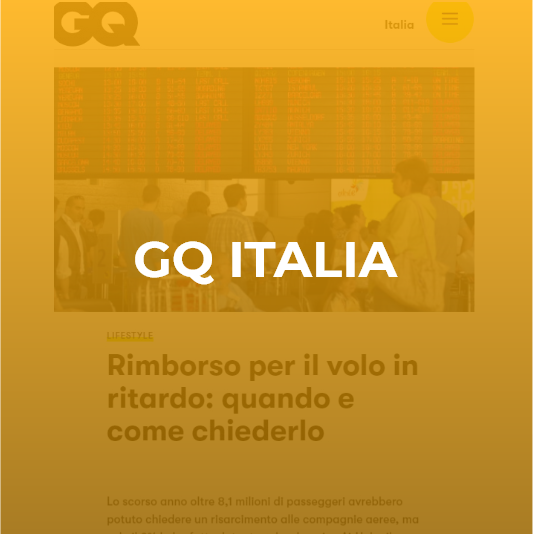 GQ
Italia
GQ ITALIA
LIFESTYLE
Rimborso per il volo in
ritardo: quando e
come chiederlo
Lo scorso anno oltre 8,1 milioni di passeggeri avrebbero
potuto chiedere un risarcimento alle compagnie aeree, ma